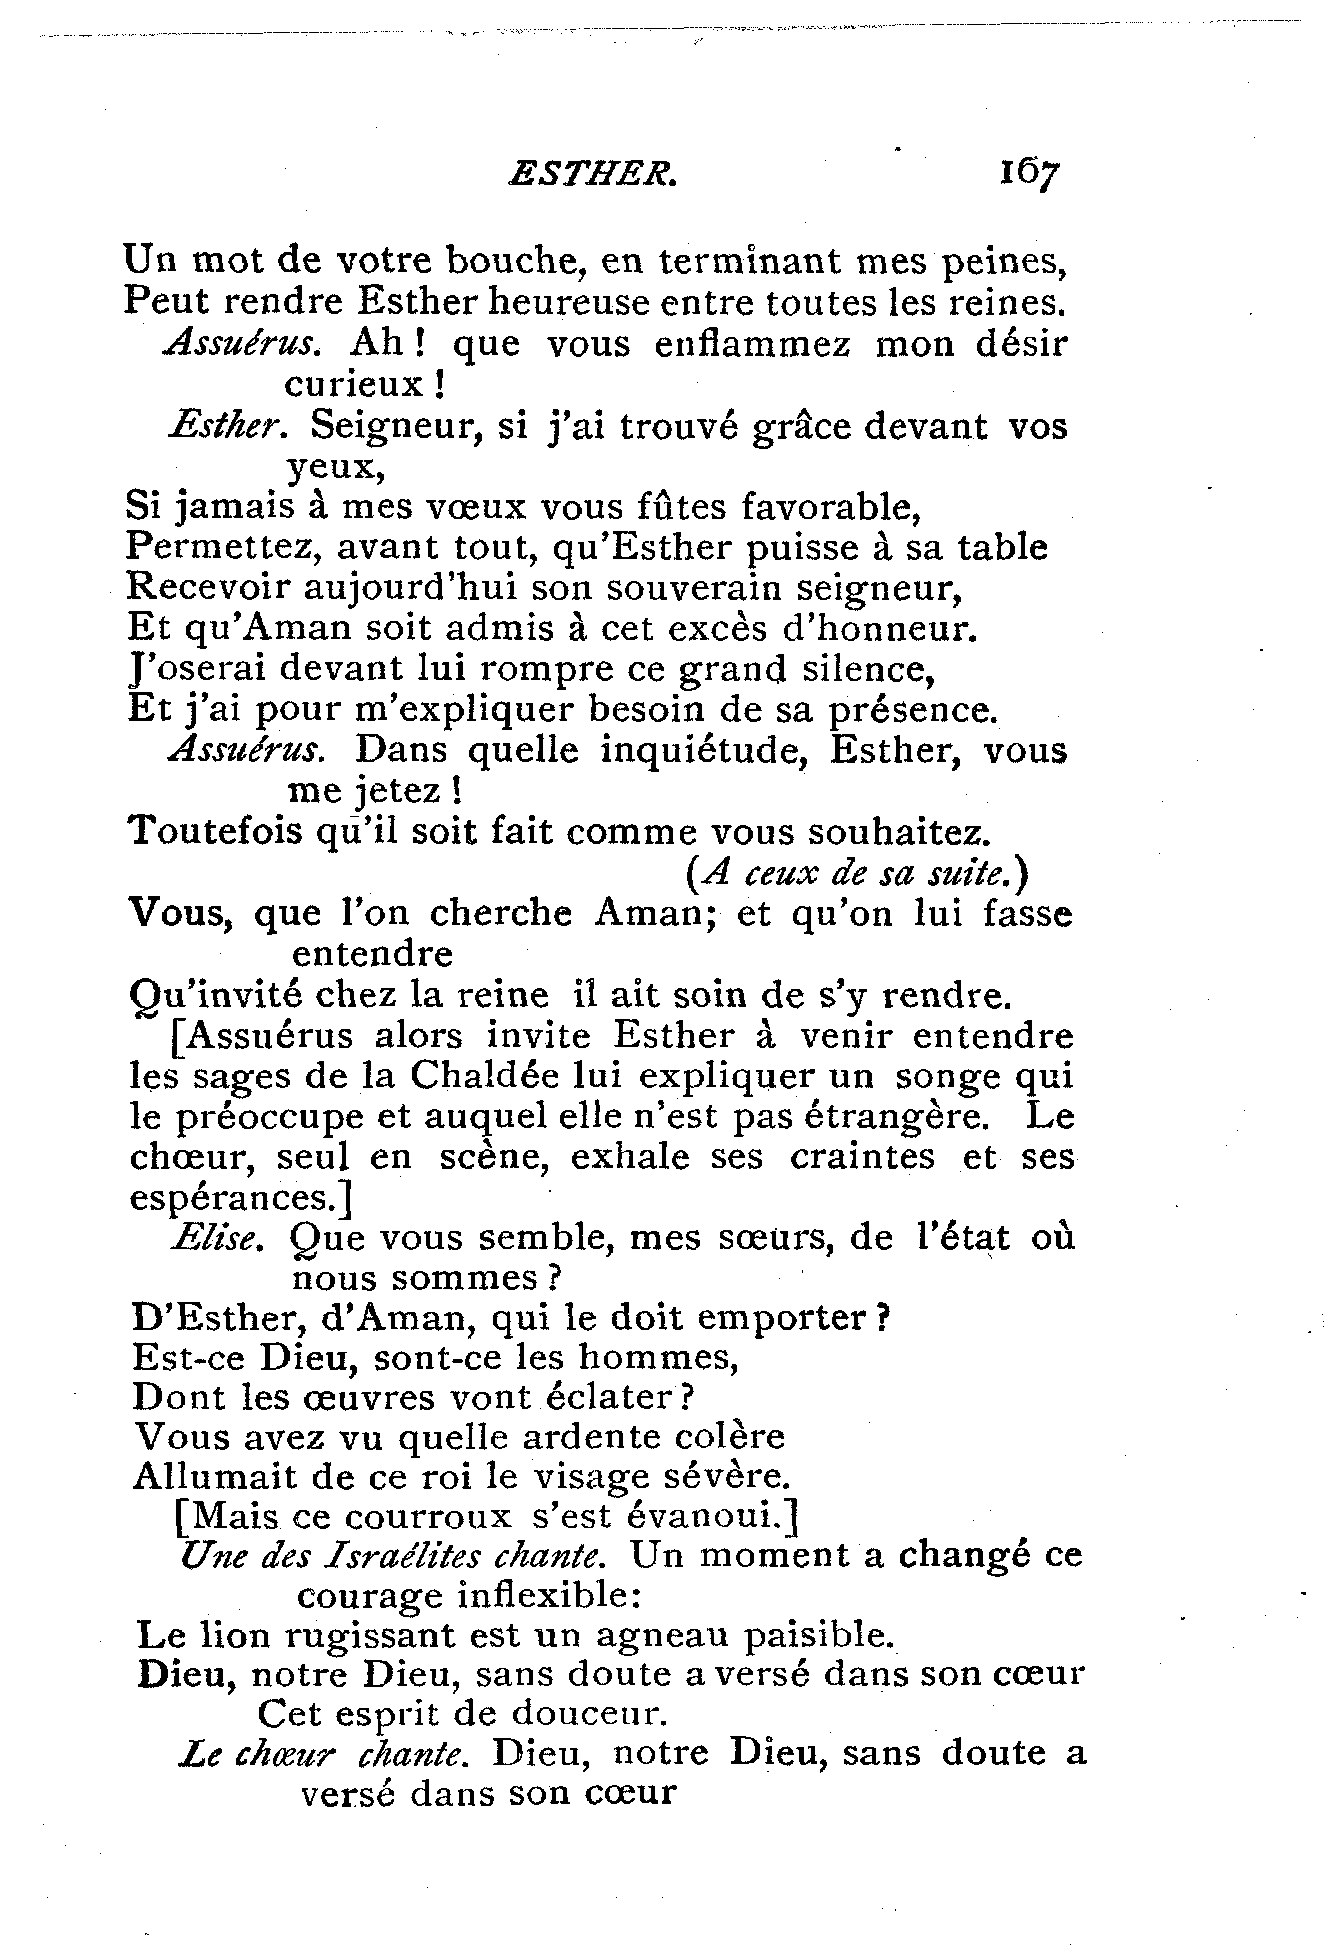 ESTHER. 167
Un mot de votre bouche, en terminant mes peines,
Peut rendre Esther heureuse entre toutes les reines.
Assuérus. Ah ! que vous enflammez mon désir
curieux !
Esther. Seigneur, si j'ai trouvé grâce devant vos
yeux,
Si jamais à mes vœux vous fûtes favorable,
Permettez, avant tout, qu'Esther puisse à sa table
Recevoir aujourd'hui son souverain seigneur,
Et qu'Aman soit admis à cet excès d'honneur.
J'oserai devant lui rompre ce grand silence,
Et j'ai pour m'expliquer besoin de sa présence.
Assuérus. Dans quelle inquiétude, Esther, vous
me jetez !
Toutefois qu'il soit fait comme vous souhaitez.
(A ceux de sa suite.)
Vous, que l'on cherche Aman; et qu'on lui fasse
entendre
Qu'invité chez la reine il ait soin de s'y rendre.
[Assuérus alors invite Esther à venir entendre
les sages de la Chaldée lui expliquer un songe qui
le préoccupe et auquel elle n'est pas étrangère. Le
chœur, seul en scène, exhale ses craintes et ses
espérances.]
Elise. Que vous semble, mes sœurs, de l'état où
nous sommes ?
D'Esther, d'Aman, qui le doit emporter ?
Est-ce Dieu, sont-ce les hommes,
Dont les œuvres vont éclater ?
Vous avez vu quelle ardente colère
Allumait de ce roi le visage sévère.
[Mais ce courroux s'est évanoui.]
Une des Israélites chante. Un moment a changé ce
courage inflexible:
Le lion rugissant est un agneau paisible.
Dieu, notre Dieu, sans doute a versé dans son cœur
Cet esprit de douceur.
Le chœur chante. Dieu, notre Dieu, sans doute a
versé dans son cœur